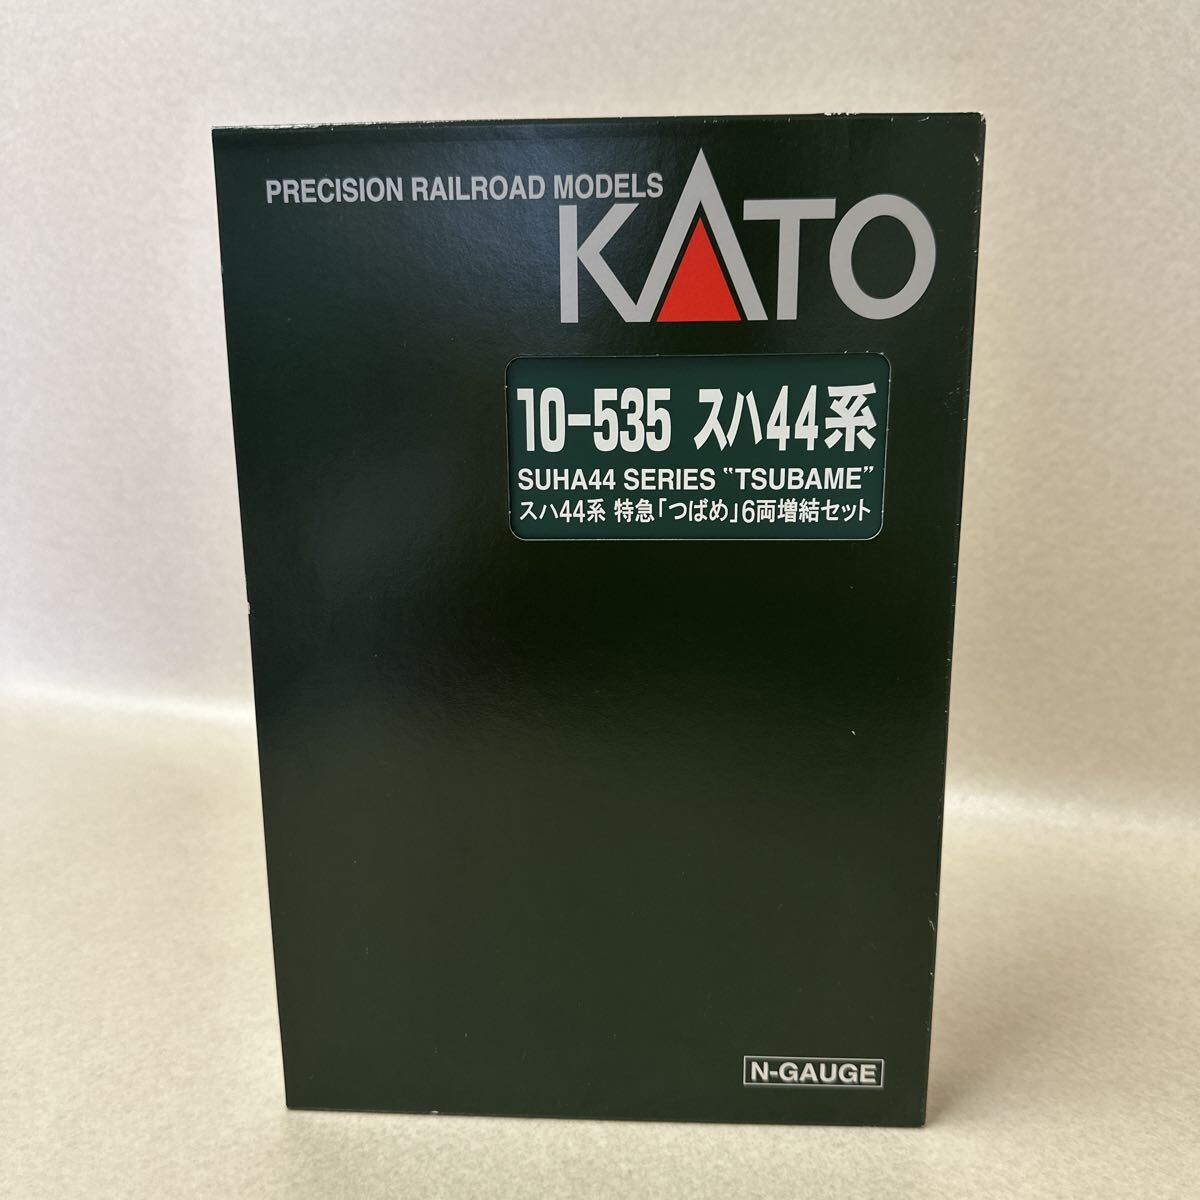 PRECISION RAILROAD MODELS
KATO
10-535 スハ44系
SUHA44 SERIES “TSUBAME”
スハ44系 特急「つばめ」6両増結セット
N-GAUGE